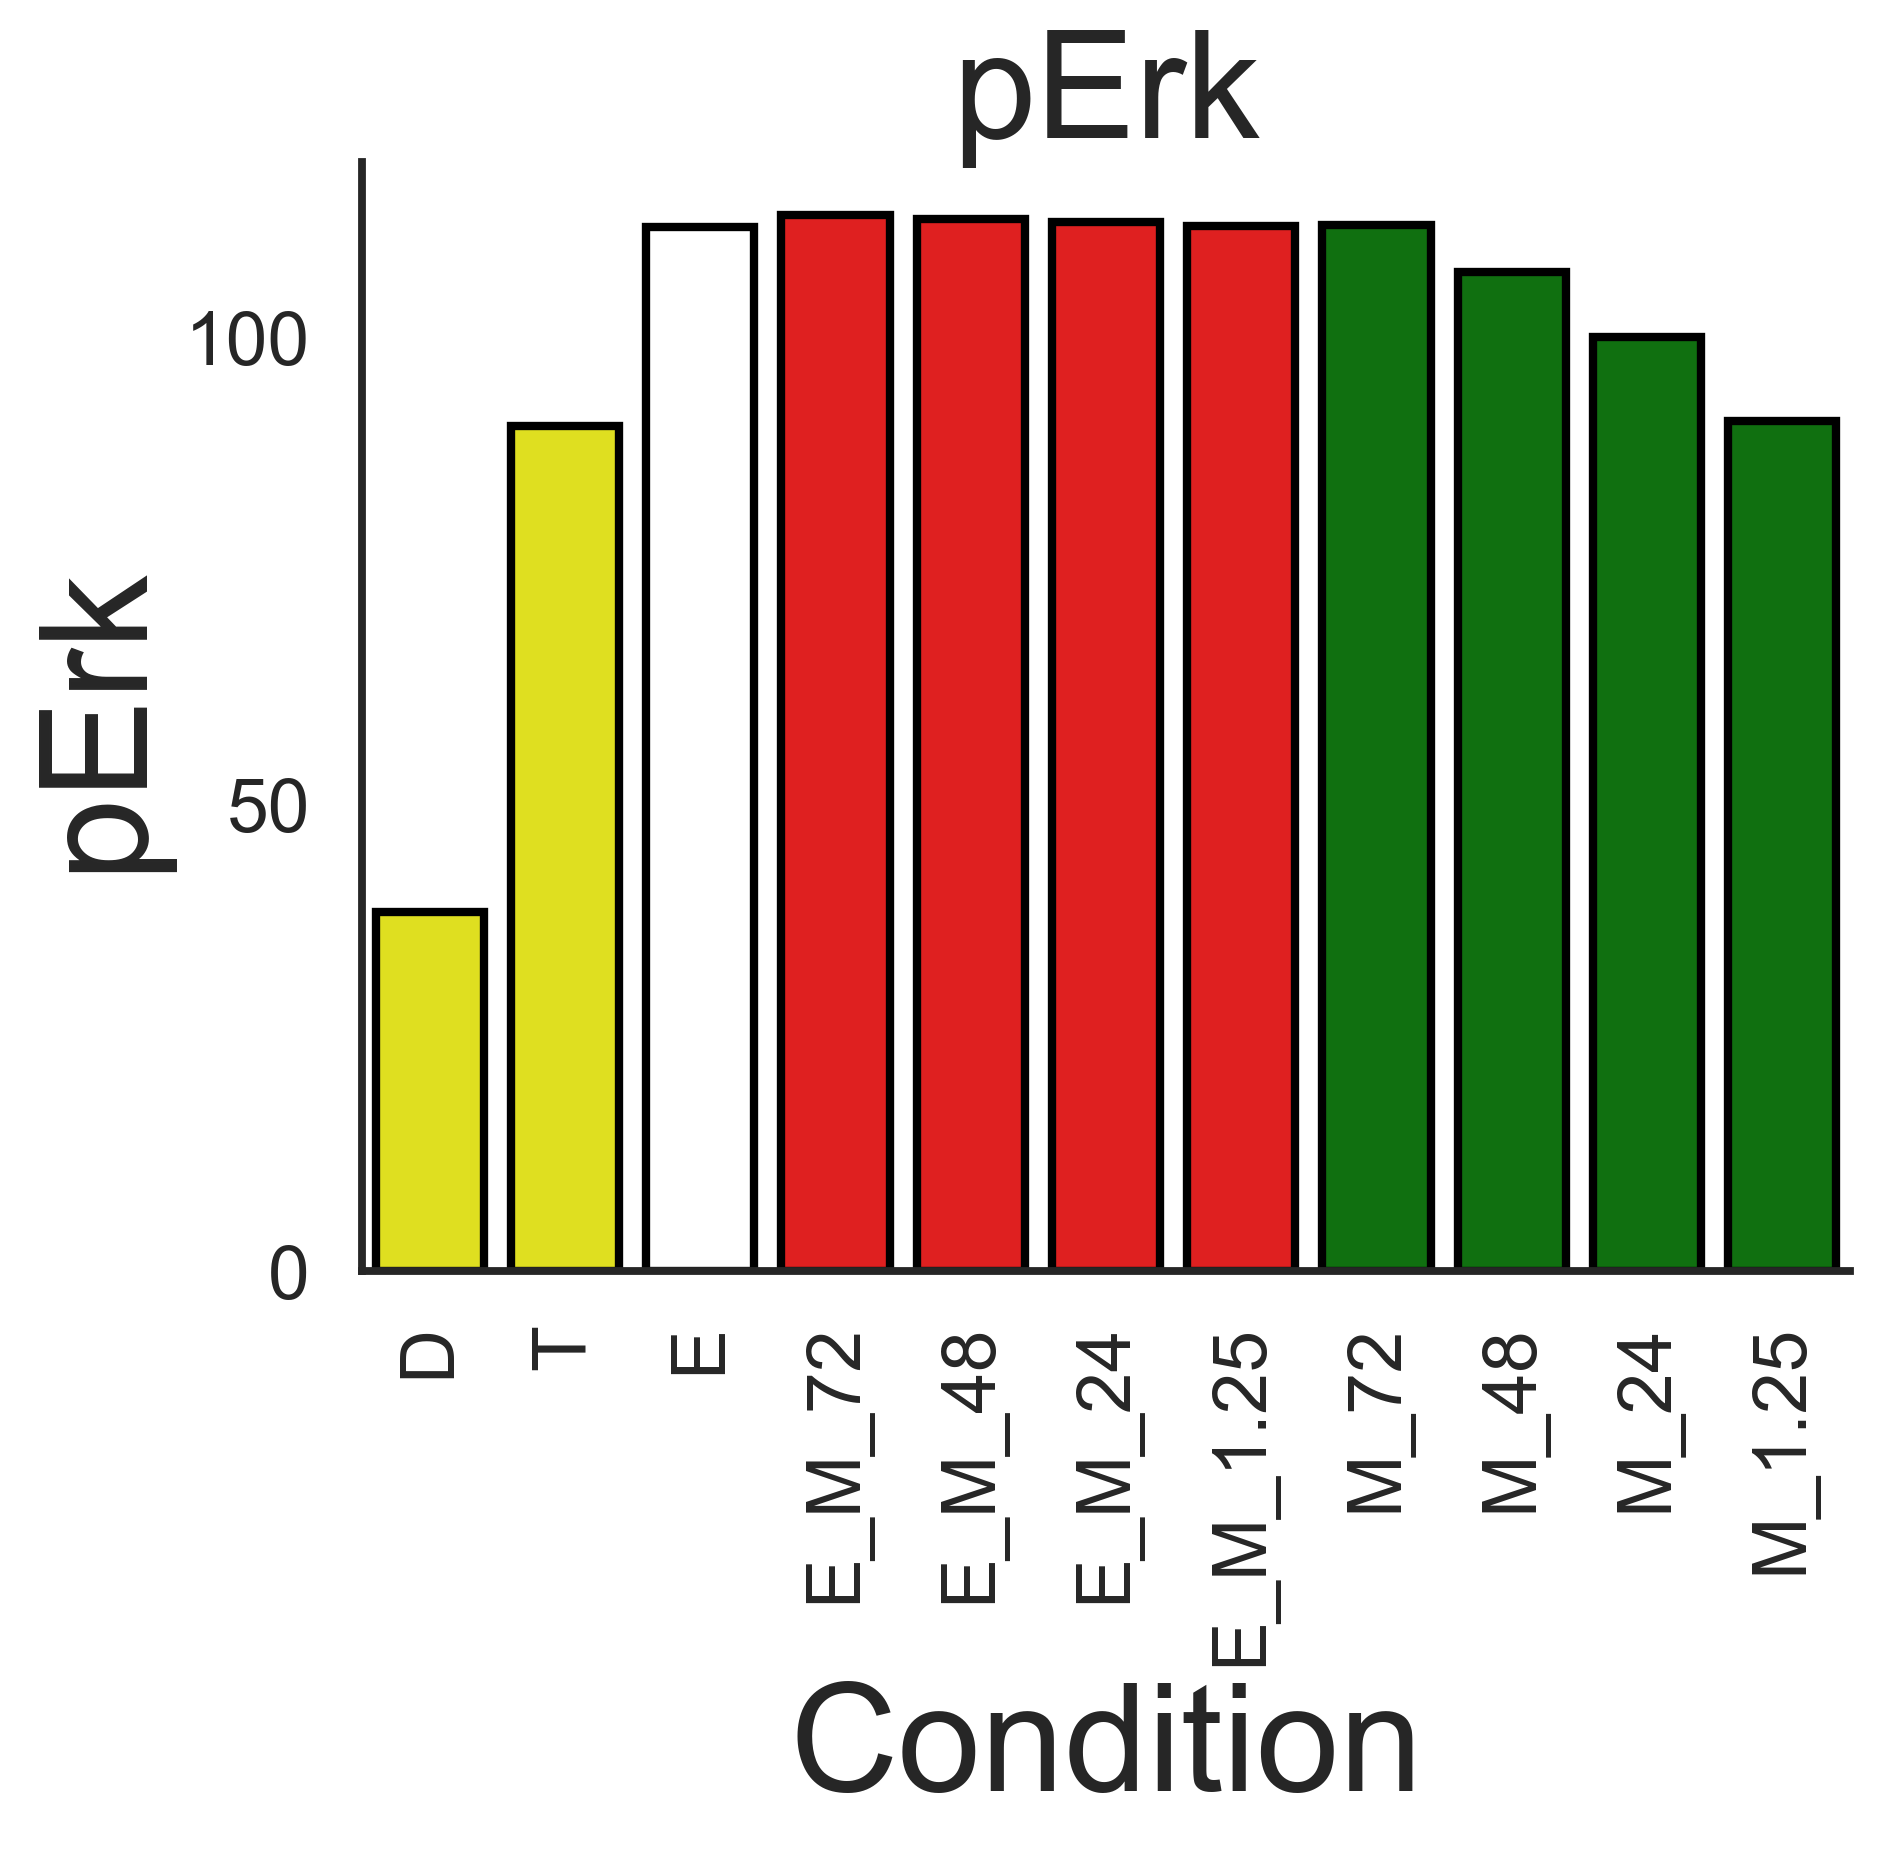 pErk
pErk
100
50
0
D
T
E
E_M_72
E_M_48
E_M_24
E_M_1.25
M_72
M_48
M_24
M_1.25
Condition